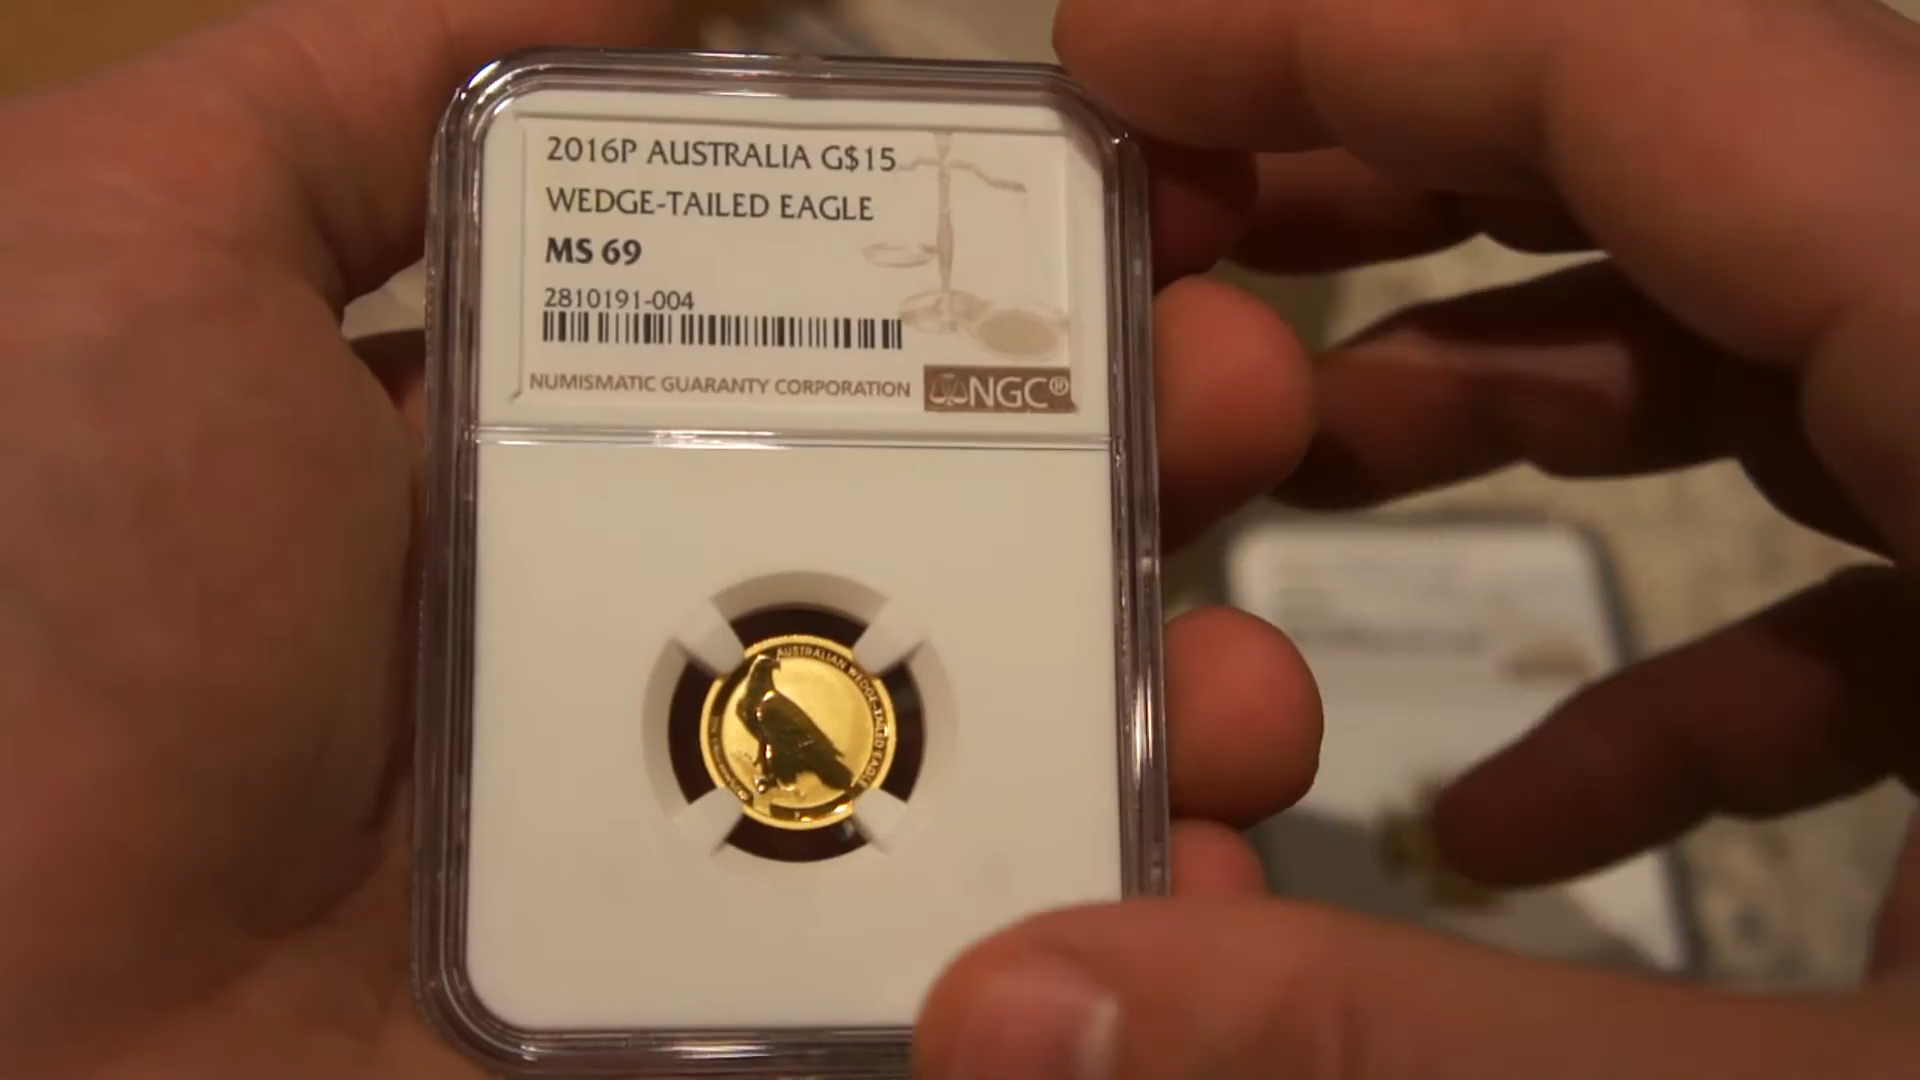 2016P AUSTRALIA G$15
WEDGE-TAILED EAGLE
MS 69
2810191-004
NUMISMATIC GUARANTY CORPORATION
NGC®
AUSTRALIAN WEDGE-TAILED EAGLE